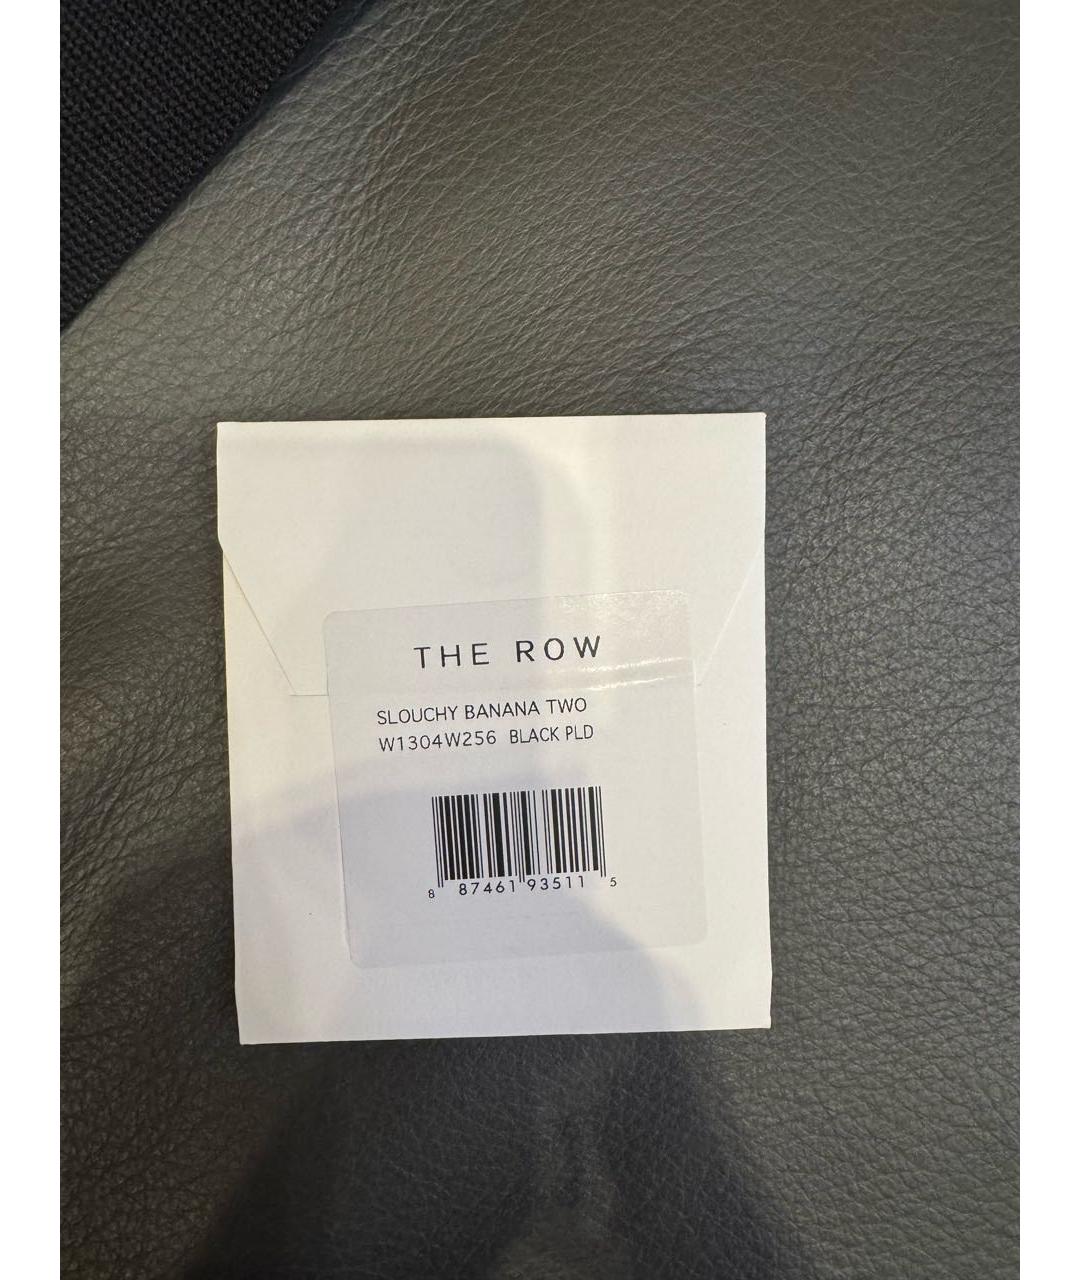 THE ROW
SLOUCHY BANANA TWO
W1304W256 BLACK PLD
8 87461 93511 5